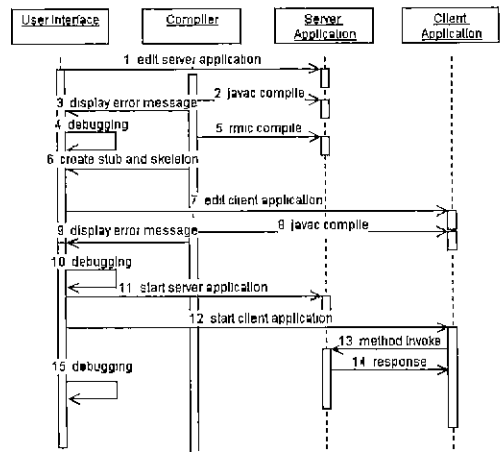 User Interface
Compiler
Server
Application
Client
Application
1 edit server application
2 javac compile
3 display error message
4 debugging
5 rmic compile
6 create stub and skeleton
7 edit client application
8 javac compile
9 display error message
10 debugging
11 start server application
12 start client application
13 method invoke
14 response
15 debugging